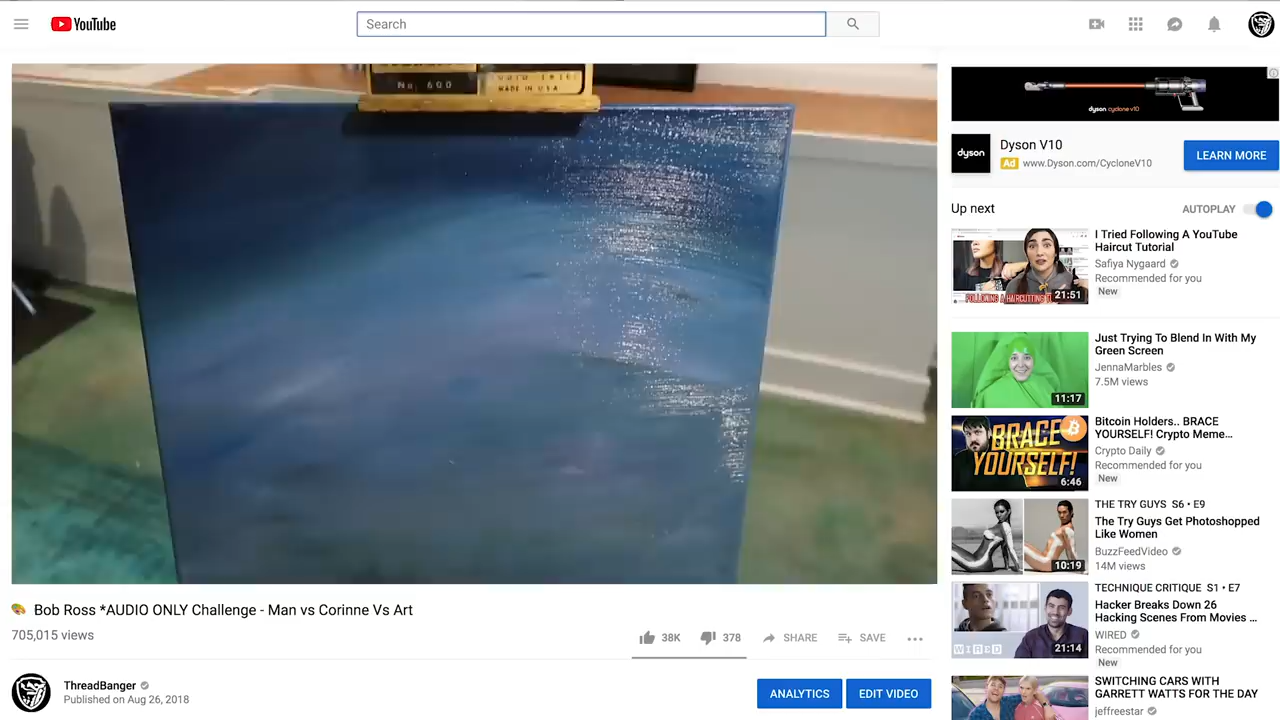 YouTube
Search
No. 600
GOLD
MADE IN U.S.A
dyson cyclone v10
dyson
Dyson V10
Ad www.Dyson.com/CycloneV10
LEARN MORE
Up next
AUTOPLAY
I Tried Following A YouTube
Haircut Tutorial
Safiya Nygaard
Recommended for you
New
21:51
Just Trying To Blend In With My
Green Screen
JennaMarbles
7.5M views
11:17
BRACE
YOURSELF!
6:46
Bitcoin Holders.. BRACE
YOURSELF! Crypto Meme...
Crypto Daily
Recommended for you
New
10:19
THE TRY GUYS S6 • E9
The Try Guys Get Photoshopped
Like Women
BuzzFeedVideo
14M views
WIRED
21:14
TECHNIQUE CRITIQUE S1 • E7
Hacker Breaks Down 26
Hacking Scenes From Movies ...
WIRED
Recommended for you
New
SWITCHING CARS WITH
GARRETT WATTS FOR THE DAY
jeffreestar
Bob Ross *AUDIO ONLY Challenge - Man vs Corinne Vs Art
705,015 views
38K
378
SHARE
SAVE
ThreadBanger
Published on Aug 26, 2018
ANALYTICS
EDIT VIDEO